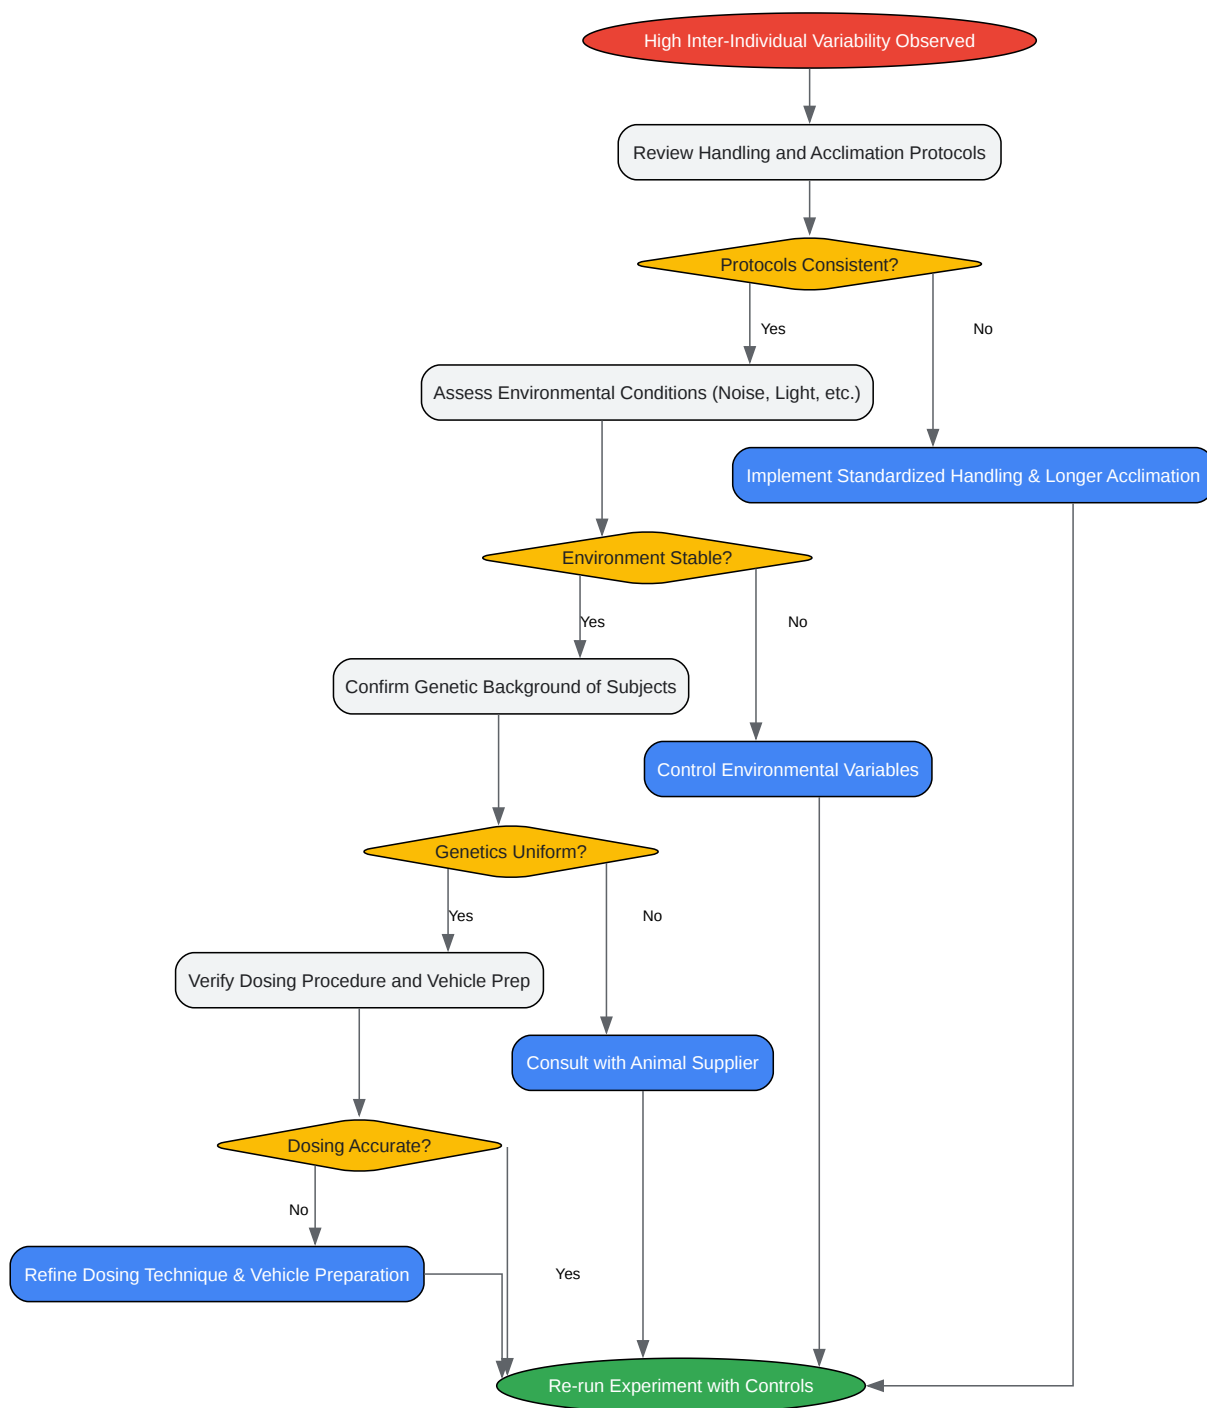 High Inter-Individual Variability Observed
Review Handling and Acclimation Protocols
Protocols Consistent?
Yes
No
Assess Environmental Conditions (Noise, Light, etc.)
Implement Standardized Handling & Longer Acclimation
Environment Stable?
Yes
No
Confirm Genetic Background of Subjects
Control Environmental Variables
Genetics Uniform?
Yes
No
Verify Dosing Procedure and Vehicle Prep
Consult with Animal Supplier
Dosing Accurate?
No
Refine Dosing Technique & Vehicle Preparation
Yes
Re-run Experiment with Controls